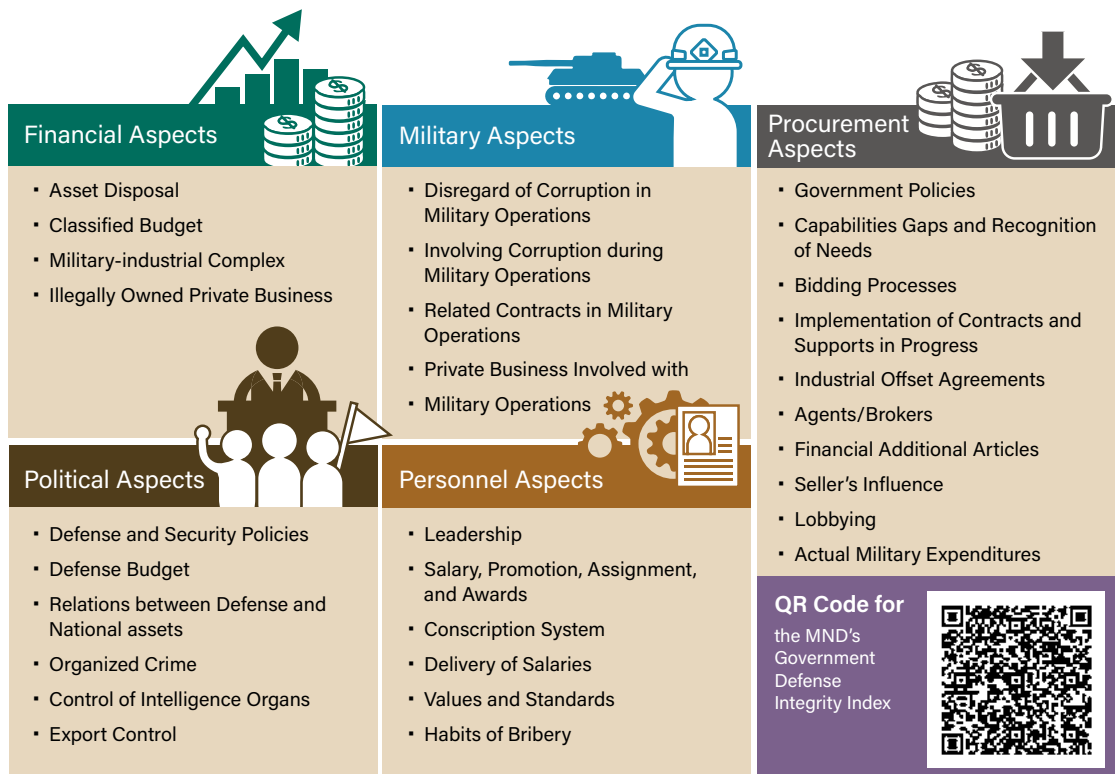 Financial Aspects
▪ Asset Disposal
▪ Classified Budget
▪ Military-industrial Complex
▪ Illegally Owned Private Business
Military Aspects
▪ Disregard of Corruption in
Military Operations
▪ Involving Corruption during
Military Operations
▪ Related Contracts in Military
Operations
▪ Private Business Involved with
▪ Military Operations
Procurement
Aspects
▪ Government Policies
▪ Capabilities Gaps and Recognition
of Needs
▪ Bidding Processes
▪ Implementation of Contracts and
Supports in Progress
▪ Industrial Offset Agreements
▪ Agents/Brokers
▪ Financial Additional Articles
▪ Seller's Influence
▪ Lobbying
▪ Actual Military Expenditures
Political Aspects
▪ Defense and Security Policies
▪ Defense Budget
▪ Relations between Defense and
National assets
▪ Organized Crime
▪ Control of Intelligence Organs
▪ Export Control
Personnel Aspects
▪ Leadership
▪ Salary, Promotion, Assignment,
and Awards
▪ Conscription System
▪ Delivery of Salaries
▪ Values and Standards
▪ Habits of Bribery
QR Code for
the MND's
Government
Defense
Integrity Index